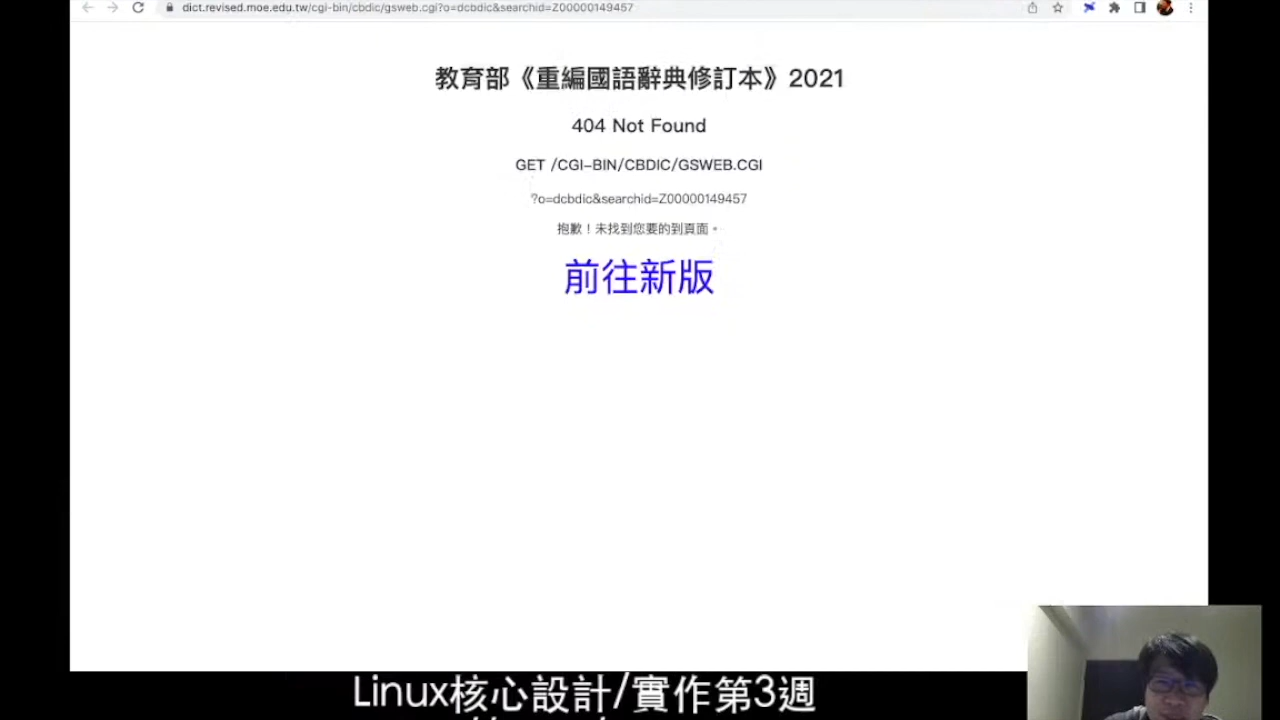 dict.revised.moe.edu.tw/cgi-bin/cbdic/gsweb.cgi?o=dcbdic&searchid=Z00000149457
教育部《重編國語辭典修訂本》2021
404 Not Found
GET /CGI-BIN/CBDIC/GSWEB.CGI
?o=dcbdic&searchid=Z00000149457
抱歉！未找到您要的到頁面。
前往新版
Linux核心設計/實作第3週